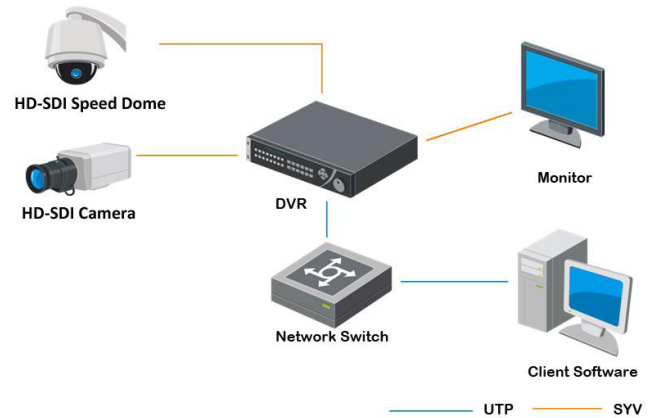 HD-SDI Speed Dome
HD-SDI Camera
DVR
Monitor
Network Switch
Client Software
UTP
SYV